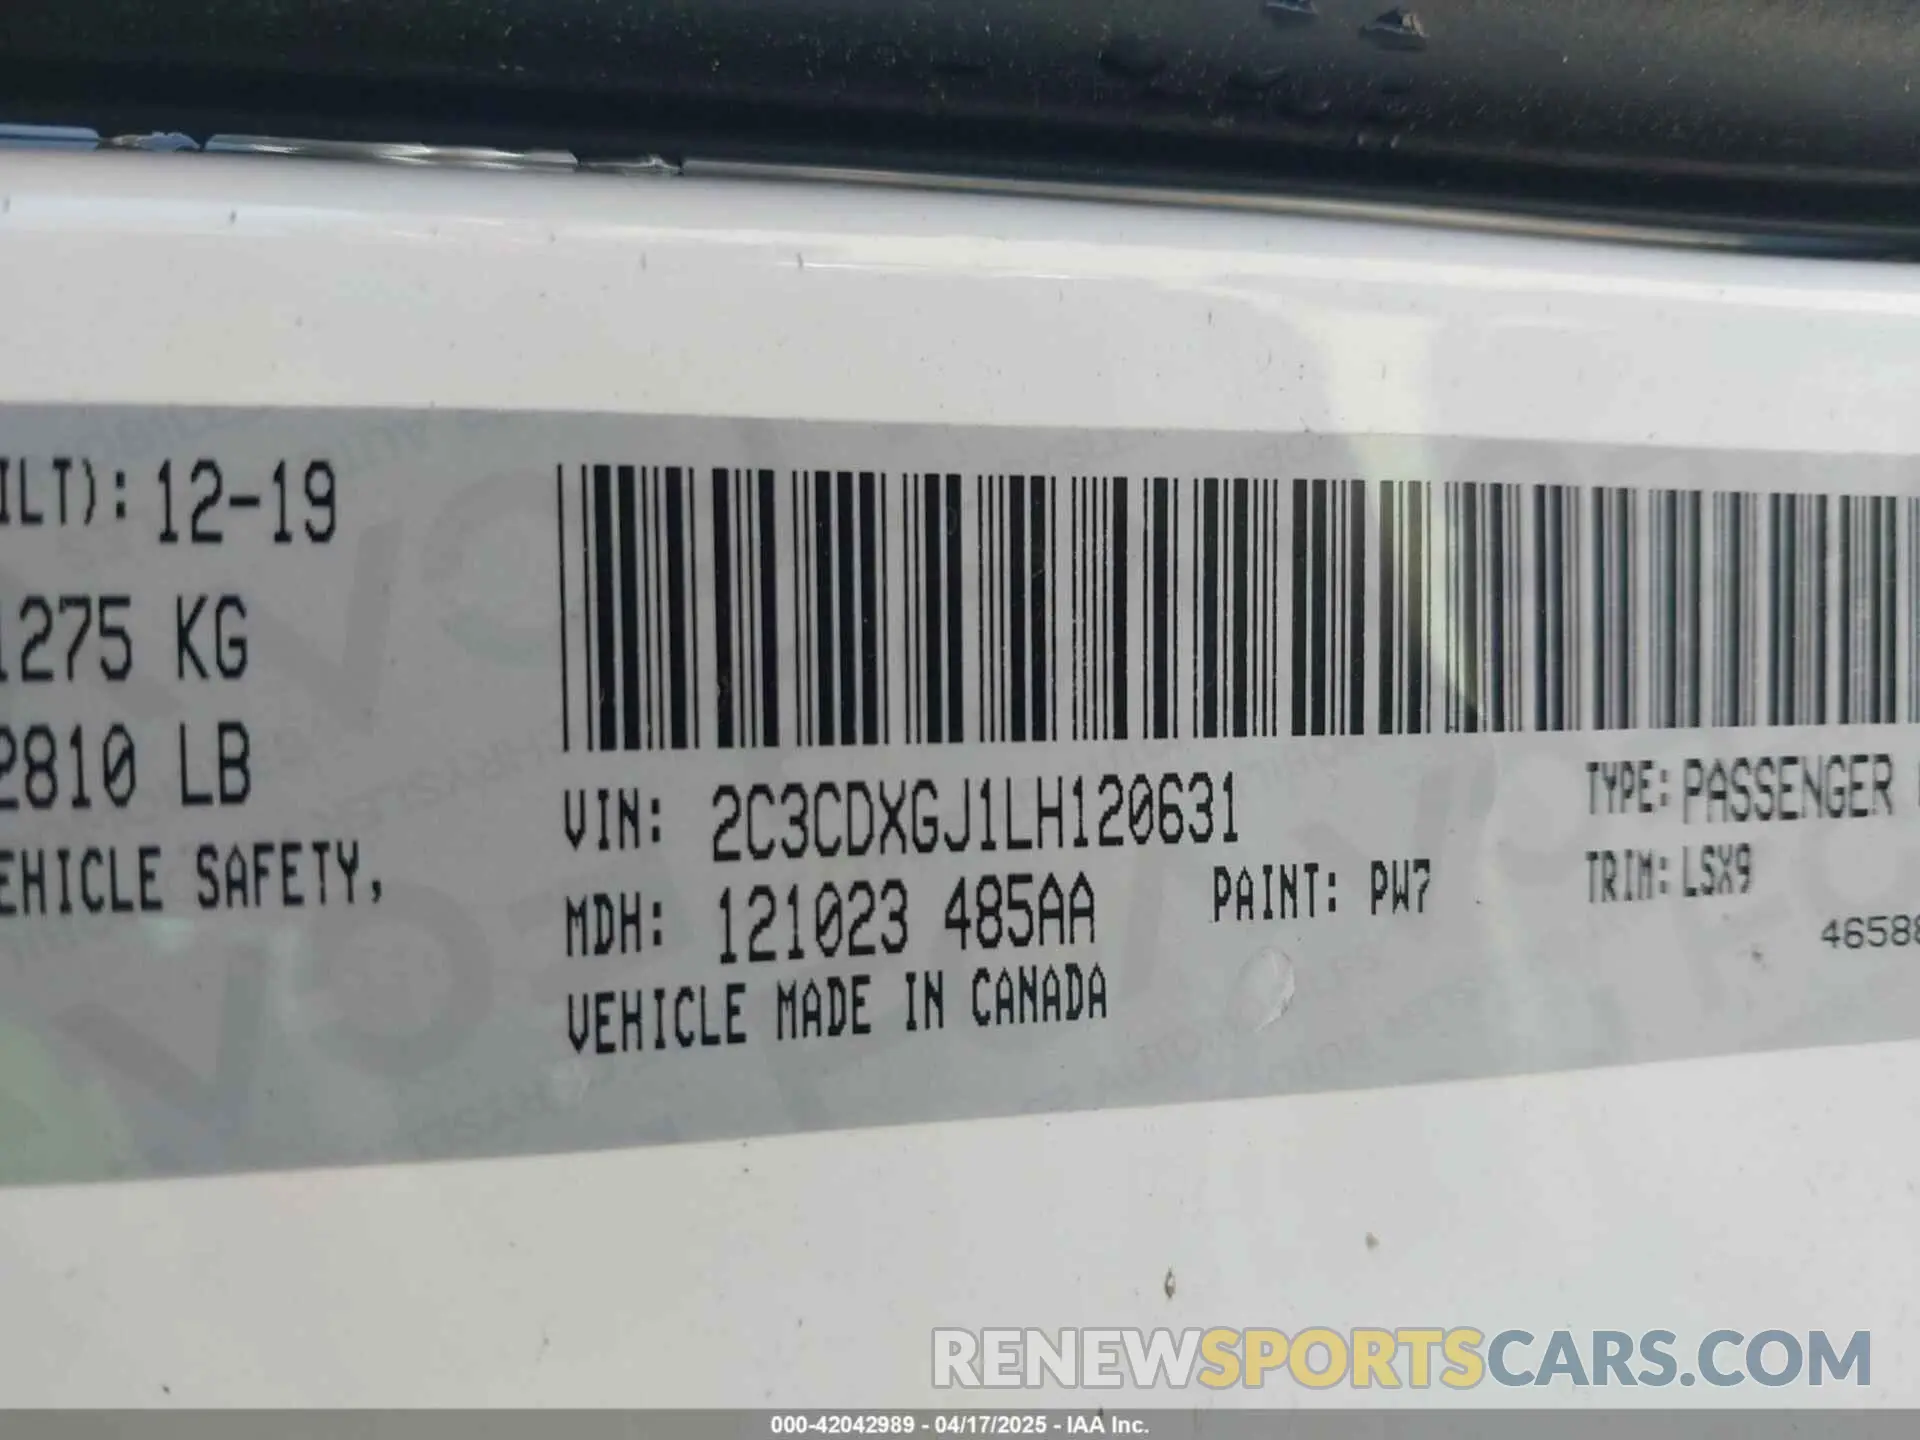 ILT): 12-19
1275 KG
2810 LB
EHICLE SAFETY,
VIN: 2C3CDXGJ1LH120631
MDH: 121023 485AA PAINT: PW7
VEHICLE MADE IN CANADA
TYPE: PASSENGER
TRIM: LSX9
46588
RENEWSPORTSCARS.COM
000-42042989 - 04/17/2025 - IAA Inc.